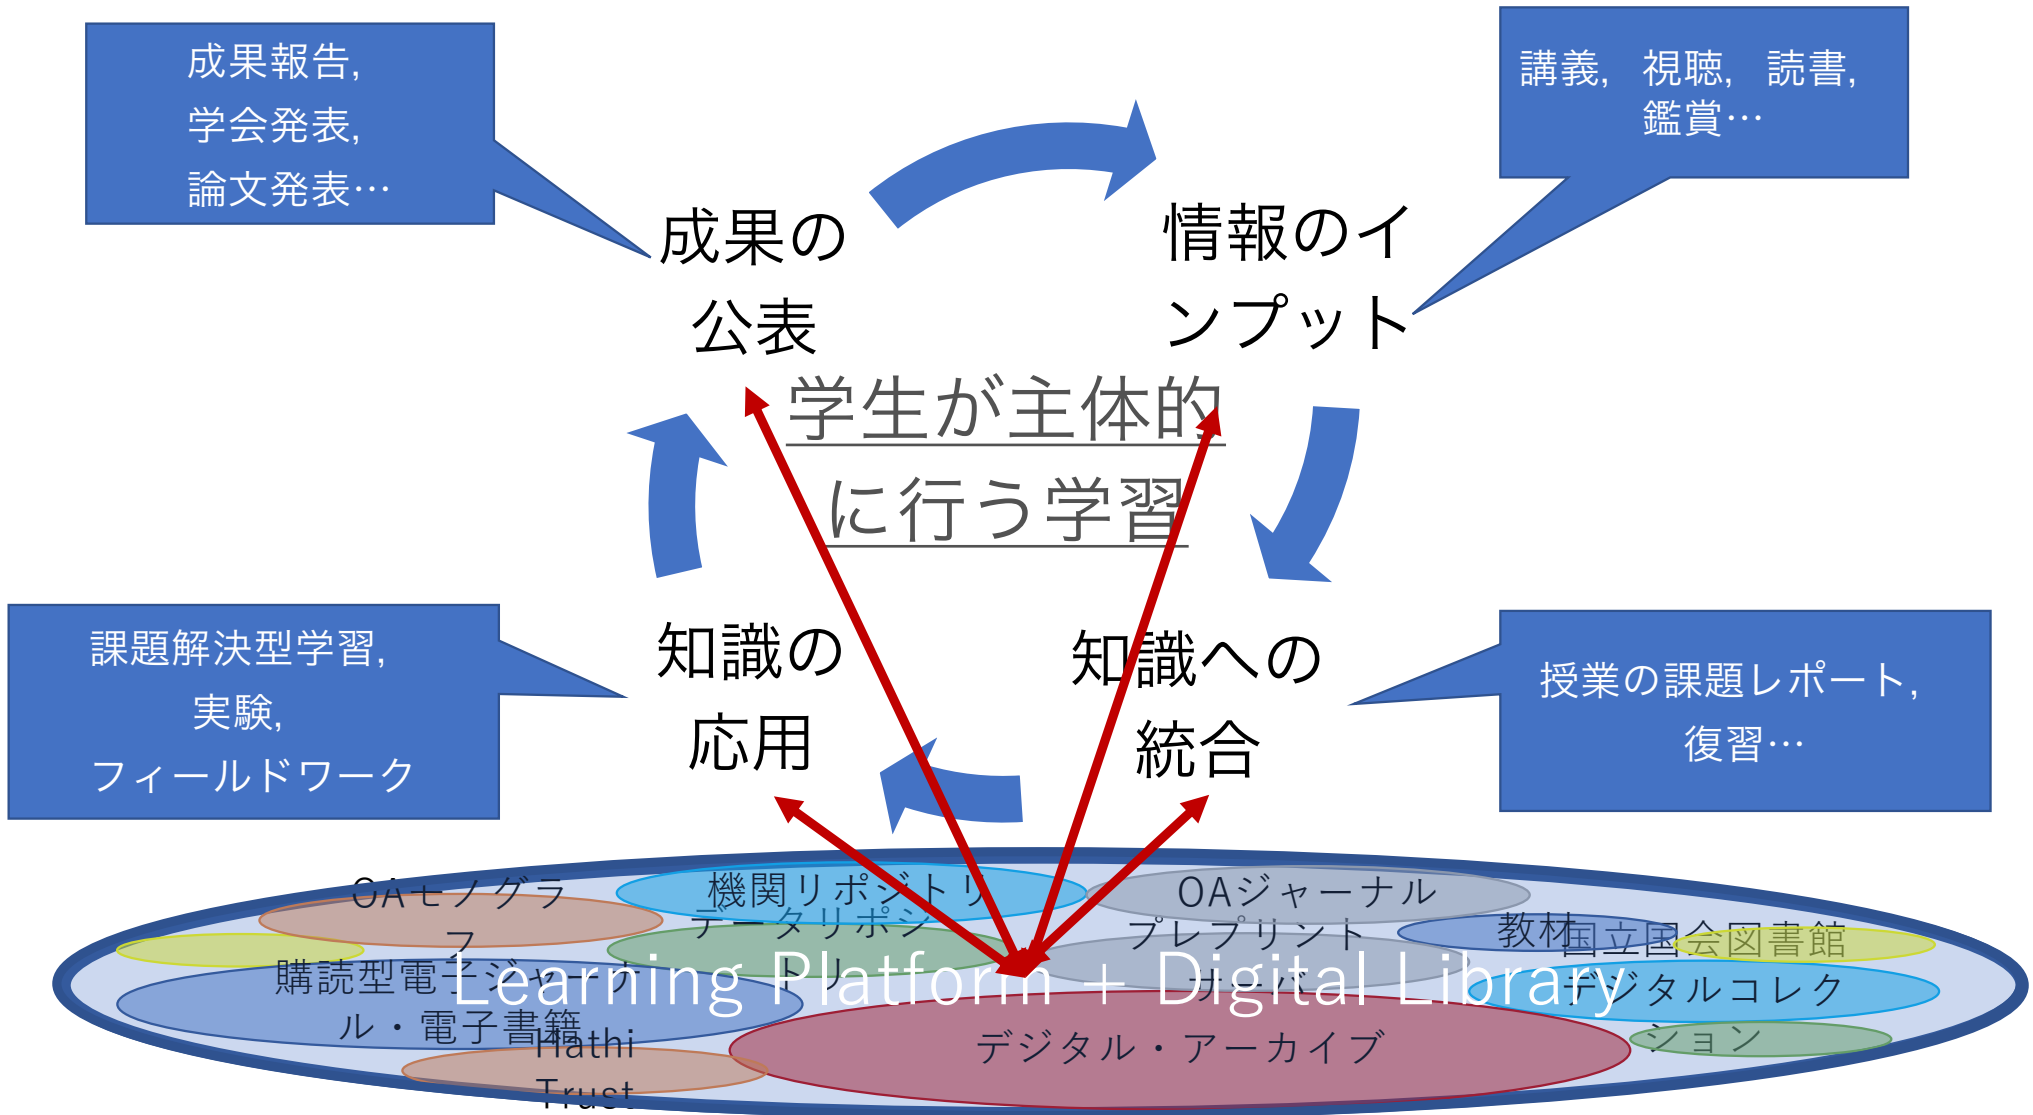 成果報告,
学会発表,
論文発表…
講義, 視聴, 読書,
鑑賞…
成果の
公表
情報のイ
ンプット
学生が主体的
に行う学習
課題解決型学習,
実験,
フィールドワーク
知識の
応用
知識への
統合
授業の課題レポート,
復習…
OAモノグラ
フ
機関リポジトリ
データリポジ
トリ
OAジャーナル
プレプリント
サーバ
教材
国立国会図書館
デジタルコレク
ション
購読型電子ジャーナ
ル・電子書籍
Learning Platform + Digital Library
Hathi
Trust
デジタル・アーカイブ